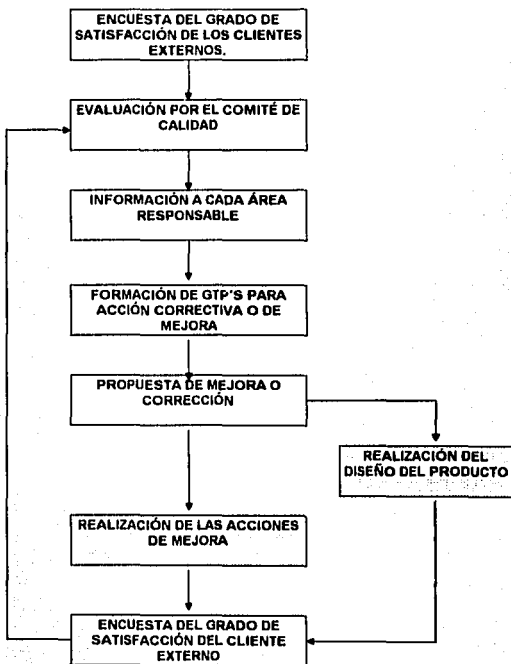 ENCUESTA DEL GRADO DE
SATISFACCIÓN DE LOS CLIENTES
EXTERNOS.
EVALUACIÓN POR EL COMITÉ DE
CALIDAD
INFORMACIÓN A CADA ÁREA
RESPONSABLE
FORMACIÓN DE GTP'S PARA
ACCIÓN CORRECTIVA O DE
MEJORA
PROPUESTA DE MEJORA O
CORRECCIÓN
REALIZACIÓN DEL
DISEÑO DEL PRODUCTO
REALIZACIÓN DE LAS ACCIONES
DE MEJORA
ENCUESTA DEL GRADO DE
SATISFACCIÓN DEL CLIENTE
EXTERNO